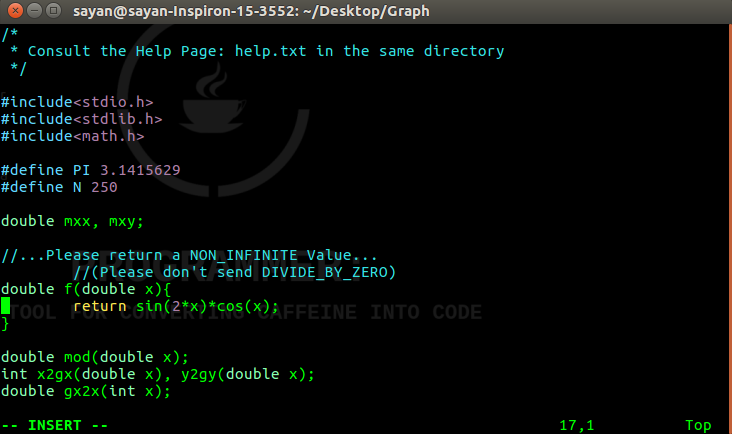 sayan@sayan-Inspiron-15-3552: ~/Desktop/Graph
/*
 * Consult the Help Page: help.txt in the same directory
 */
#include<stdio.h>
#include<stdlib.h>
#include<math.h>
#define PI 3.1415629
#define N 250
double mxx, mxy;
//...Please return a NON_INFINITE Value...
PROGRAMMER:
        //(Please don't send DIVIDE_BY_ZERO)
double f(double x){
        return sin(2*x)*cos(x);
TOOL FOR CONVERTING CAFFEINE INTO CODE
}
double mod(double x);
int x2gx(double x), y2gy(double x);
double gx2x(int x);
-- INSERT --                                                  17,1          Top